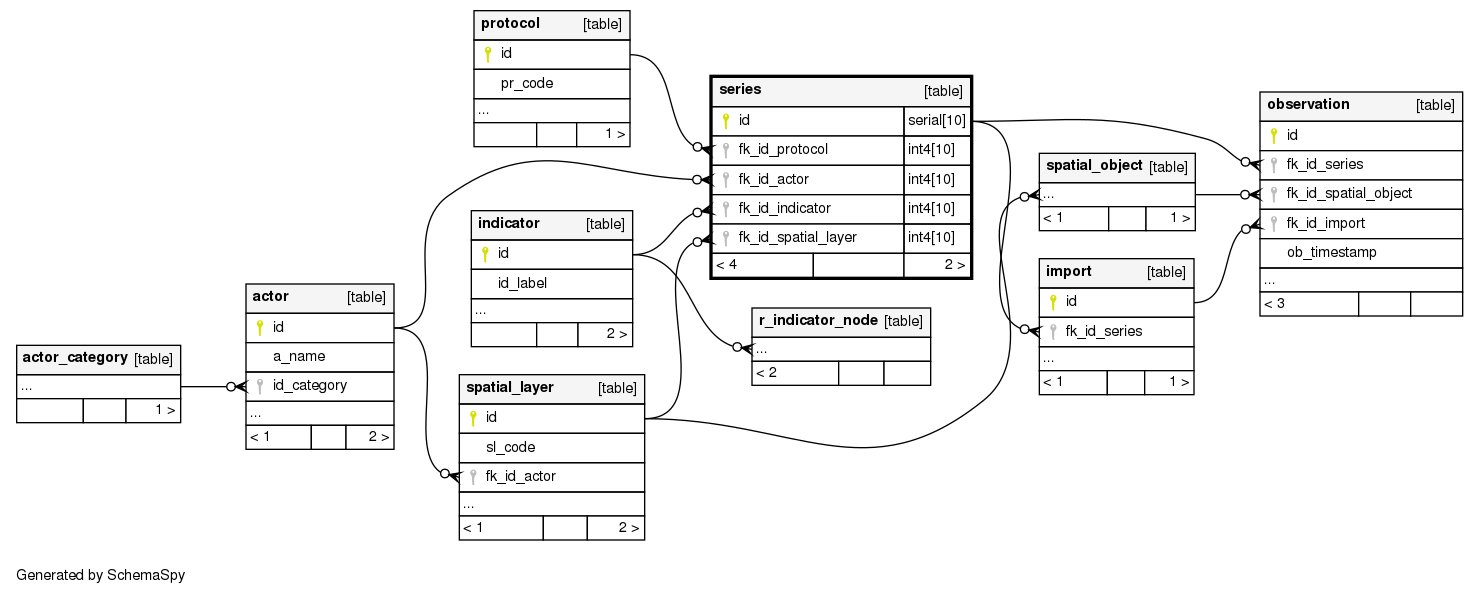 protocol [table]
id
pr_code
...
1 >
series [table]
id serial[10]
fk_id_protocol int4[10]
fk_id_actor int4[10]
fk_id_indicator int4[10]
fk_id_spatial_layer int4[10]
< 4 2 >
observation [table]
id
fk_id_series
fk_id_spatial_object
fk_id_import
ob_timestamp
...
< 3
spatial_object [table]
...
< 1 1 >
indicator [table]
id
id_label
...
2 >
import [table]
id
fk_id_series
...
< 1 1 >
actor [table]
id
a_name
id_category
...
< 1 2 >
r_indicator_node [table]
...
< 2
actor_category [table]
...
1 >
spatial_layer [table]
id
sl_code
fk_id_actor
...
< 1 2 >
Generated by SchemaSpy